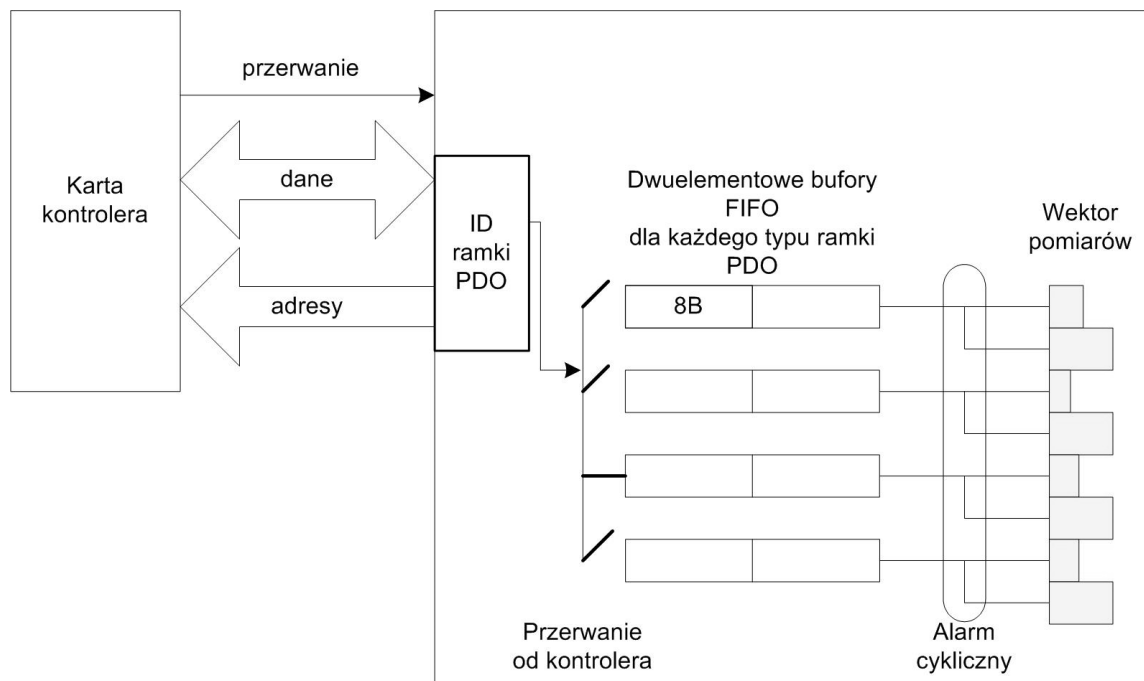 przerwanie
Karta
kontrolera
dane
adresy
ID
ramki
PDO
Dwuelementowe bufory
FIFO
dla każdego typu ramki
PDO
8B
Wektor
pomiarów
Przerwanie
od kontrolera
Alarm
cykliczny